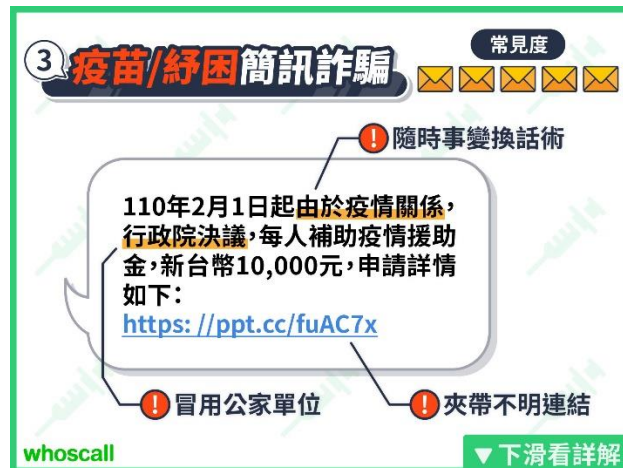 3 疫苗/紓困簡訊詐騙
常見度
! 隨時事變換話術
110年2月1日起由於疫情關係，
行政院決議，每人補助疫情援助
金，新台幣10,000元，申請詳情
如下：
https: //ppt.cc/fuAC7x
! 冒用公家單位
! 夾帶不明連結
whoscall
▼下滑看詳解